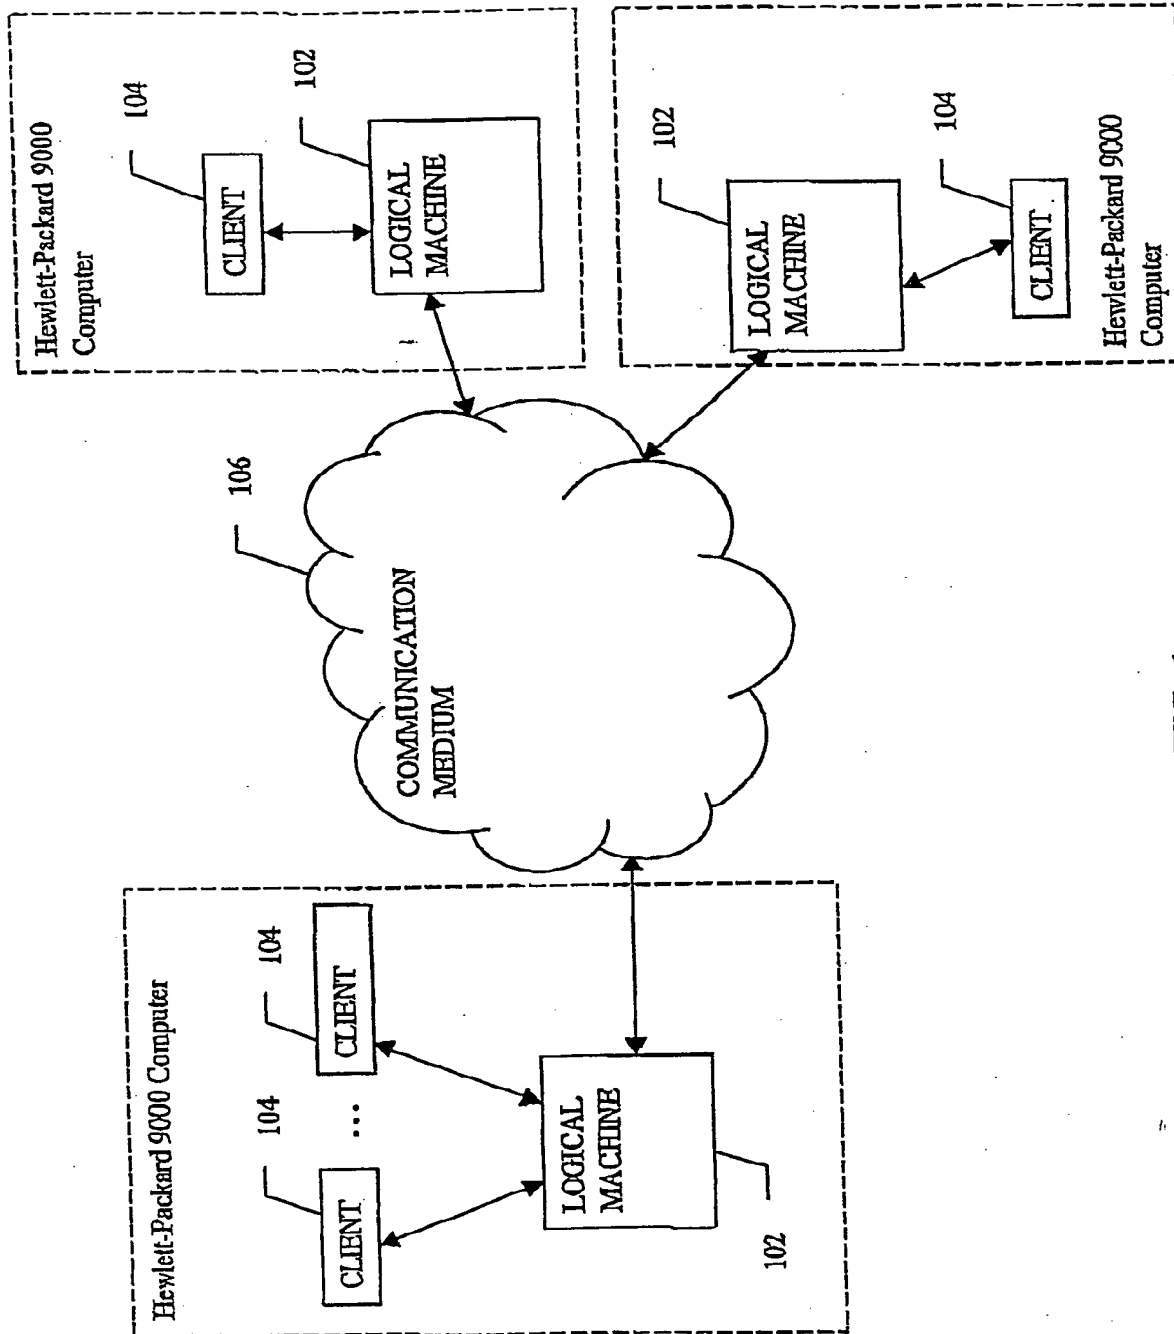 Hewlett-Packard 9000 Computer
104
CLIENT
...
104
CLIENT
LOGICAL
MACHINE
102
106
COMMUNICATION
MEDIUM
Hewlett-Packard 9000
Computer
104
CLIENT
102
LOGICAL
MACHINE
102
LOGICAL
MACHINE
104
CLIENT
Hewlett-Packard 9000
Computer